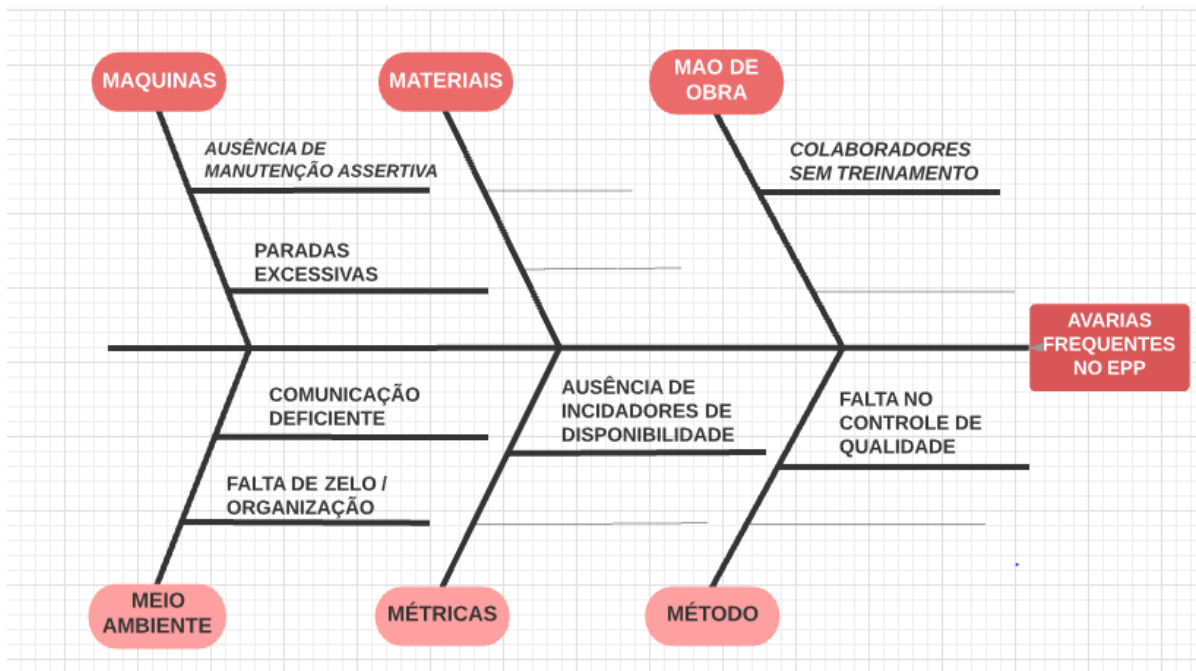 MAQUINAS
MATERIAIS
MAO DE
OBRA
AUSÊNCIA DE
MANUTENÇÃO ASSERTIVA
COLABORADORES
SEM TREINAMENTO
PARADAS
EXCESSIVAS
AVARIAS
FREQUENTES
NO EPP
COMUNICAÇÃO
DEFICIENTE
AUSÊNCIA DE
INCIDADORES DE
DISPONIBILIDADE
FALTA NO
CONTROLE DE
QUALIDADE
FALTA DE ZELO /
ORGANIZAÇÃO
MEIO
AMBIENTE
MÉTRICAS
MÉTODO